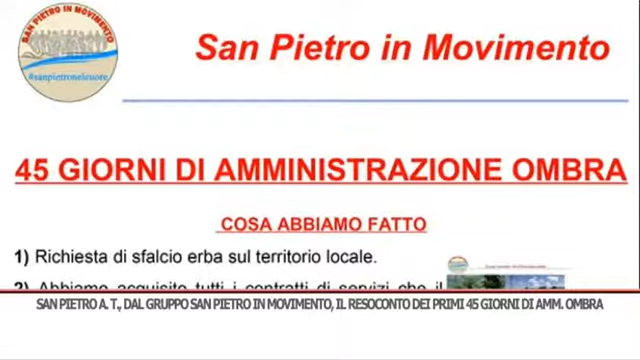 SAN PIETRO IN MOVIMENTO
#sanpietronelcuore
San Pietro in Movimento
45 GIORNI DI AMMINISTRAZIONE OMBRA
COSA ABBIAMO FATTO
1) Richiesta di sfalcio erba sul territorio locale.
2) Abbiamo acquisito tutti i contratti di servizi che il
SAN PIETRO A. T., DAL GRUPPO SAN PIETRO IN MOVIMENTO, IL RESOCONTO DEI PRIMI 45 GIORNI DI AMM. OMBRA